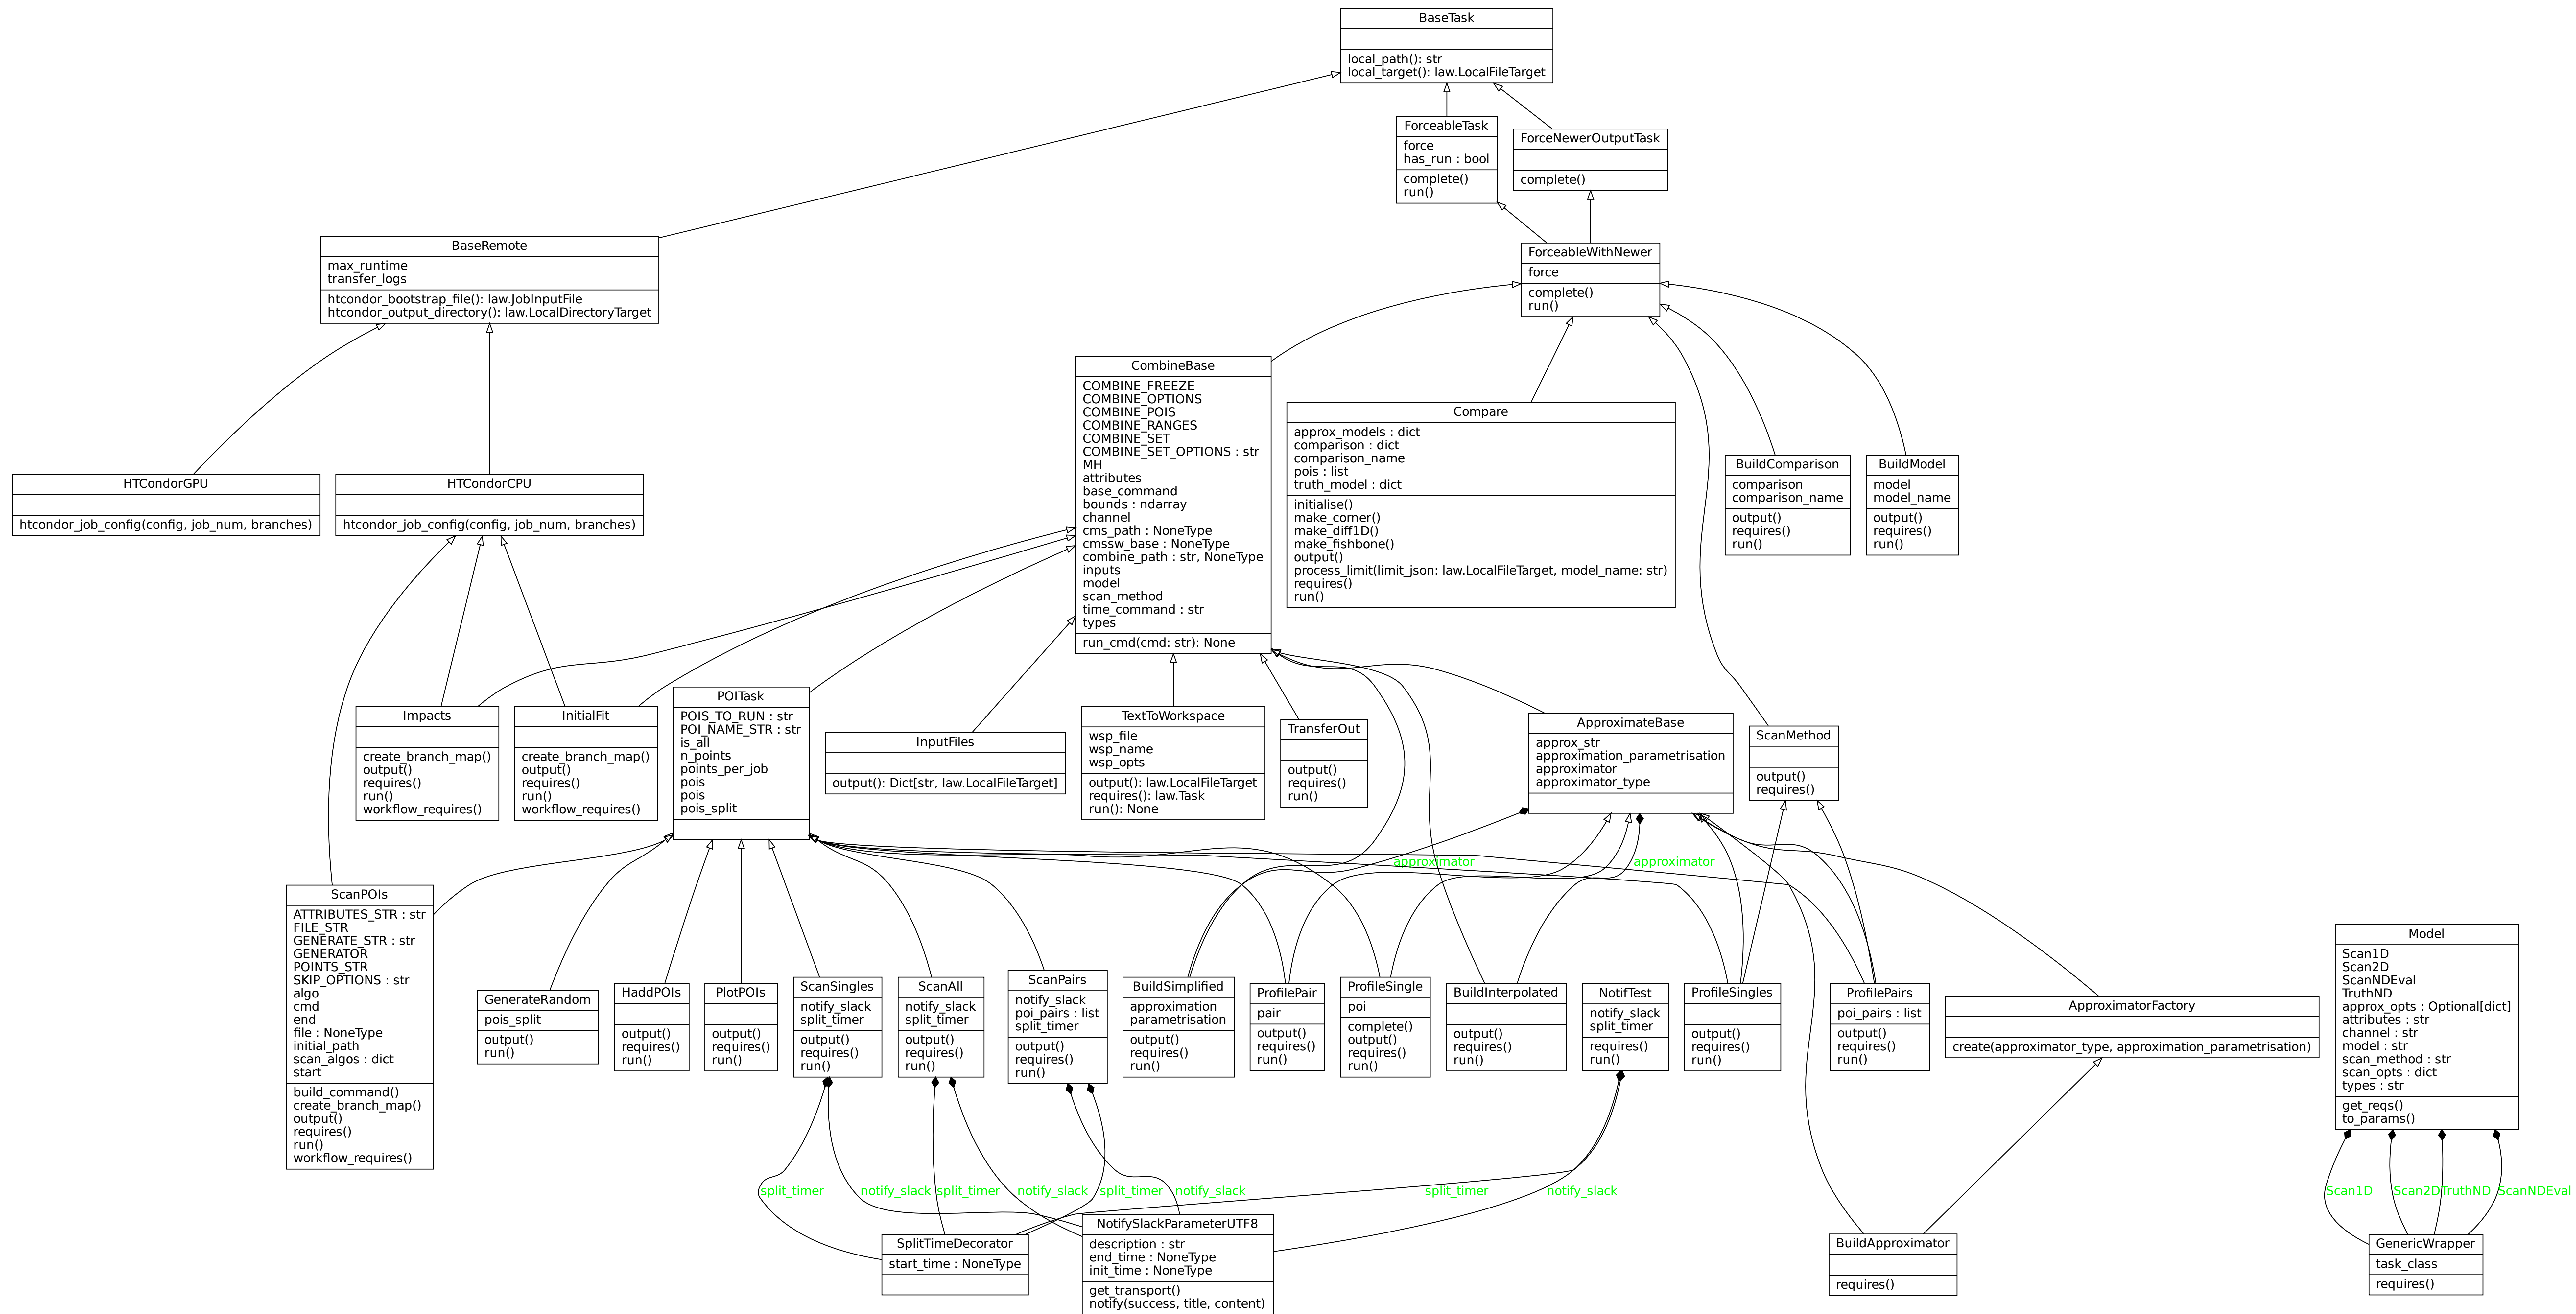 BaseTask
local_path(): str
local_target(): law.LocalFileTarget
ForceableTask
force
has_run : bool
complete()
run()
ForceNewerOutputTask
complete()
BaseRemote
max_runtime
transfer_logs
htcondor_bootstrap_file(): law.JobInputFile
htcondor_output_directory(): law.LocalDirectoryTarget
ForceableWithNewer
force
complete()
run()
CombineBase
COMBINE_FREEZE
COMBINE_OPTIONS
COMBINE_POIS
COMBINE_RANGES
COMBINE_SET
COMBINE_SET_OPTIONS : str
MH
attributes
base_command
bounds : ndarray
channel
cms_path : NoneType
cmssw_base : NoneType
combine_path : str, NoneType
inputs
model
scan_method
time_command : str
types
run_cmd(cmd: str): None
Compare
approx_models : dict
comparison : dict
comparison_name
pois : list
truth_model : dict
initialise()
make_corner()
make_diff1D()
make_fishbone()
output()
process_limit(limit_json: law.LocalFileTarget, model_name: str)
requires()
run()
BuildComparison
comparison
comparison_name
output()
requires()
run()
BuildModel
model
model_name
output()
requires()
run()
HTCondorGPU
htcondor_job_config(config, job_num, branches)
HTCondorCPU
htcondor_job_config(config, job_num, branches)
Impacts
create_branch_map()
output()
requires()
run()
workflow_requires()
InitialFit
create_branch_map()
output()
requires()
run()
workflow_requires()
POITask
POIS_TO_RUN : str
POI_NAME_STR : str
is_all
n_points
points_per_job
pois
pois
pois_split
InputFiles
output(): Dict[str, law.LocalFileTarget]
TextToWorkspace
wsp_file
wsp_name
wsp_opts
output(): law.LocalFileTarget
requires(): law.Task
run(): None
TransferOut
output()
requires()
run()
ApproximateBase
approx_str
approximation_parametrisation
approximator
approximator_type
ScanMethod
output()
requires()
approximator
approximator
ScanPOIs
ATTRIBUTES_STR : str
FILE_STR
GENERATE_STR : str
GENERATOR
POINTS_STR
SKIP_OPTIONS : str
algo
cmd
end
file : NoneType
initial_path
scan_algos : dict
start
build_command()
create_branch_map()
output()
requires()
run()
workflow_requires()
GenerateRandom
pois_split
output()
run()
HaddPOIs
output()
requires()
run()
PlotPOIs
output()
requires()
run()
ScanSingles
notify_slack
split_timer
output()
requires()
run()
ScanAll
notify_slack
split_timer
output()
requires()
run()
ScanPairs
notify_slack
poi_pairs : list
split_timer
output()
requires()
run()
BuildSimplified
approximation
parametrisation
output()
requires()
run()
ProfilePair
pair
output()
requires()
run()
ProfileSingle
poi
complete()
output()
requires()
run()
BuildInterpolated
output()
requires()
run()
NotifTest
notify_slack
split_timer
requires()
run()
ProfileSingles
output()
requires()
run()
ProfilePairs
poi_pairs : list
output()
requires()
run()
ApproximatorFactory
create(approximator_type, approximation_parametrisation)
Model
Scan1D
Scan2D
ScanNDEval
TruthND
approx_opts : Optional[dict]
attributes : str
channel : str
model : str
scan_method : str
scan_opts : dict
types : str
get_reqs()
to_params()
split_timer
notify_slack
split_timer
notify_slack
split_timer
notify_slack
split_timer
notify_slack
Scan1D
Scan2D
TruthND
ScanNDEval
SplitTimeDecorator
start_time : NoneType
NotifySlackParameterUTF8
description : str
end_time : NoneType
init_time : NoneType
get_transport()
notify(success, title, content)
BuildApproximator
requires()
GenericWrapper
task_class
requires()